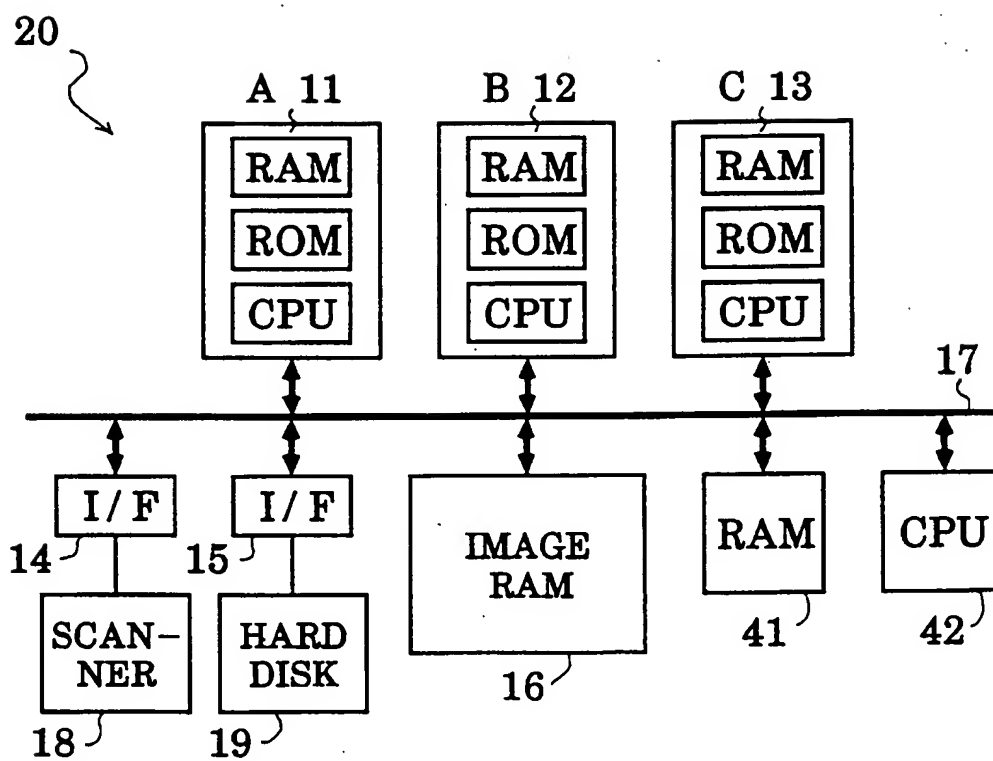 20
A 11
B 12
C 13
RAM
ROM
CPU
RAM
ROM
CPU
RAM
ROM
CPU
17
I/F
14
I/F
15
IMAGE
RAM
16
RAM
41
CPU
42
SCAN-
NER
18
HARD
DISK
19